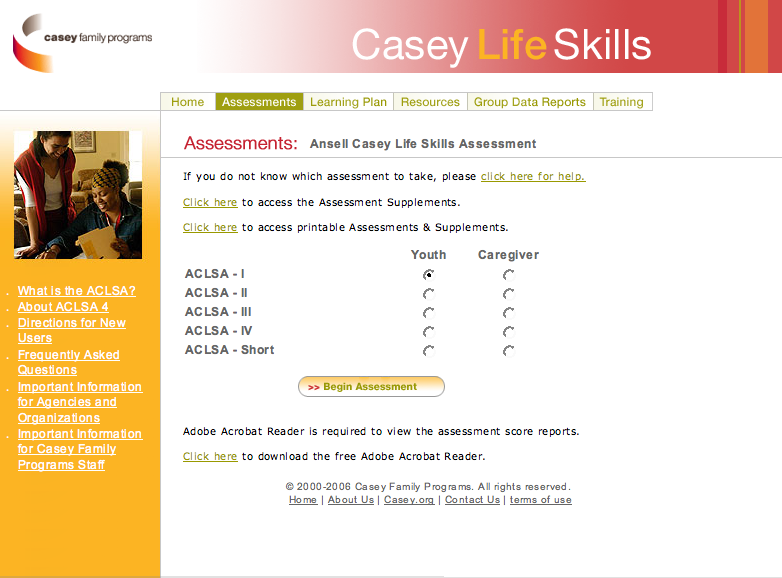 casey family programs
Casey Life Skills
Home Assessments Learning Plan Resources Group Data Reports Training
Assessments: Ansell Casey Life Skills Assessment
If you do not know which assessment to take, please click here for help.
Click here to access the Assessment Supplements.
Click here to access printable Assessments & Supplements.
Youth Caregiver
ACLSA - I
ACLSA - II
ACLSA - III
ACLSA - IV
ACLSA - Short
>> Begin Assessment
Adobe Acrobat Reader is required to view the assessment score reports.
Click here to download the free Adobe Acrobat Reader.
© 2000-2006 Casey Family Programs. All rights reserved.
Home | About Us | Casey.org | Contact Us | terms of use
. What is the ACLSA?
. About ACLSA 4
. Directions for New
Users
. Frequently Asked
Questions
. Important Information
for Agencies and
Organizations
. Important Information
for Casey Family
Programs Staff